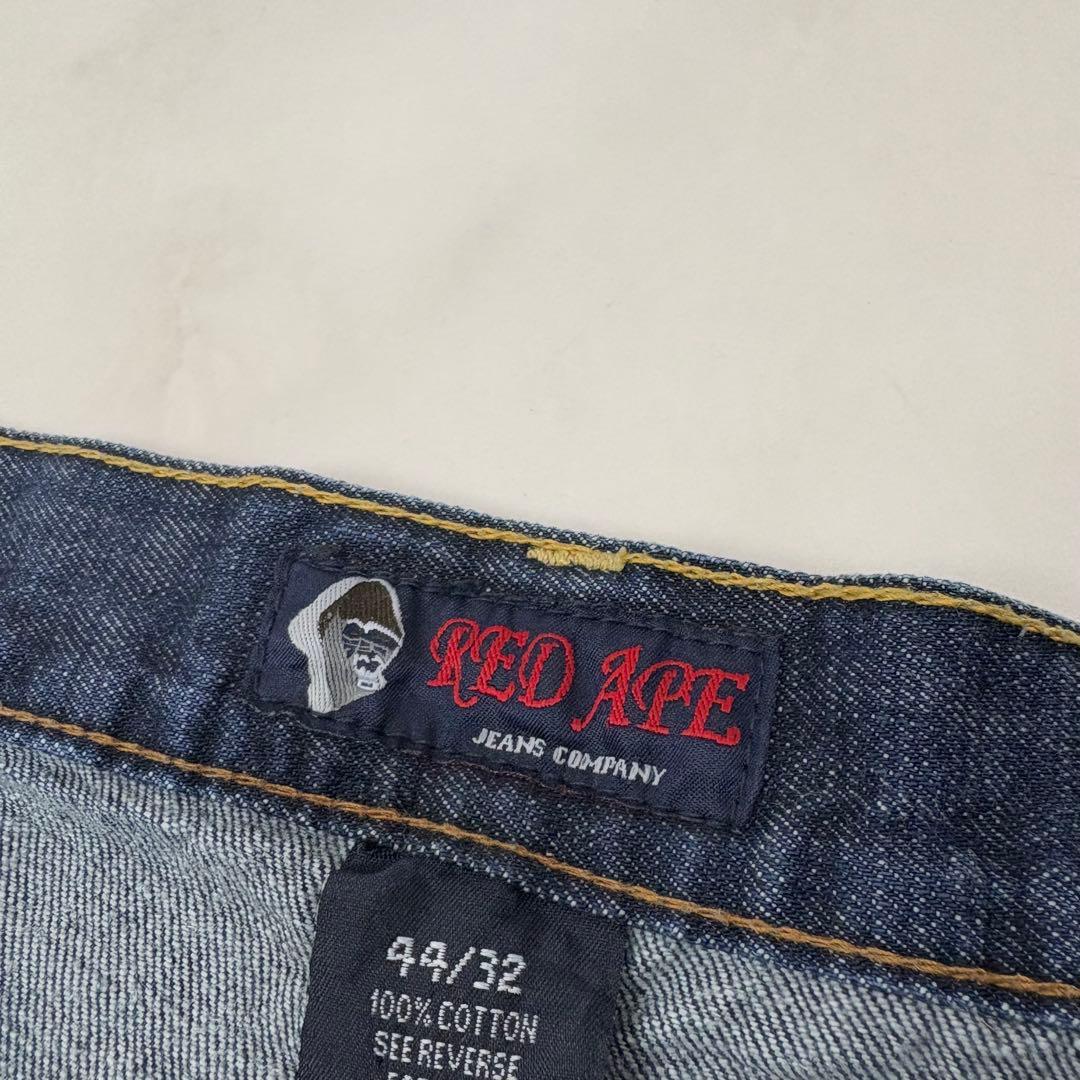 RED APE
JEANS COMPANY
44/32
100% COTTON
SEE REVERSE